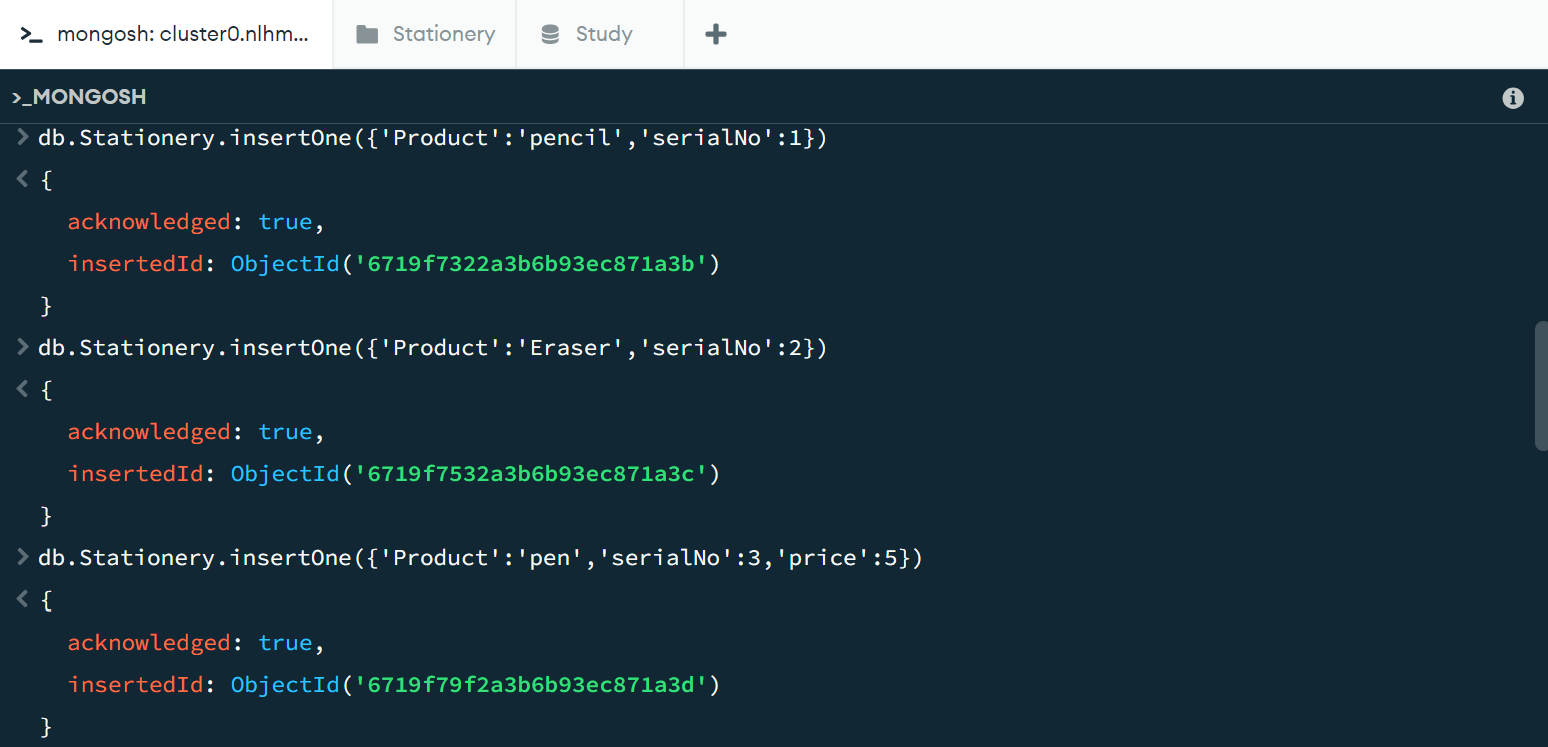 >_ mongosh: cluster0.nlhm... Stationery Study +
>_MONGOSH
> db.Stationery.insertOne({'Product':'pencil','serialNo':1})
< {
acknowledged: true,
insertedId: ObjectId('6719f7322a3b6b93ec871a3b')
}
> db.Stationery.insertOne({'Product':'Eraser','serialNo':2})
< {
acknowledged: true,
insertedId: ObjectId('6719f7532a3b6b93ec871a3c')
}
> db.Stationery.insertOne({'Product':'pen','serialNo':3,'price':5})
< {
acknowledged: true,
insertedId: ObjectId('6719f79f2a3b6b93ec871a3d')
}